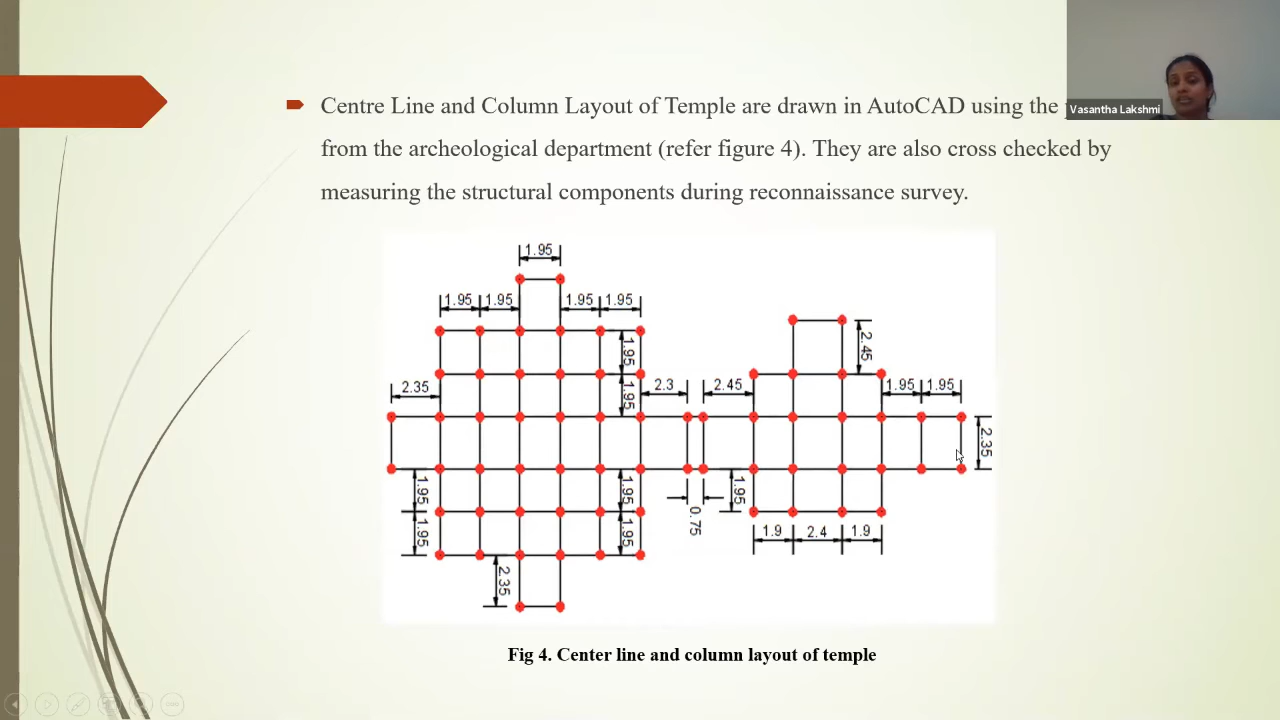 Centre Line and Column Layout of Temple are drawn in AutoCAD using the
Vasantha Lakshmi
from the archeological department (refer figure 4). They are also cross checked by
measuring the structural components during reconnaissance survey.
1.95
1.95 1.95 1.95 1.95
1.95
2.45
2.35 1.95 2.3 2.45 1.95 1.95
2.35
1.95 1.95 1.95
0.75
1.95 1.95 1.9 2.4 1.9
2.35
Fig 4. Center line and column layout of temple